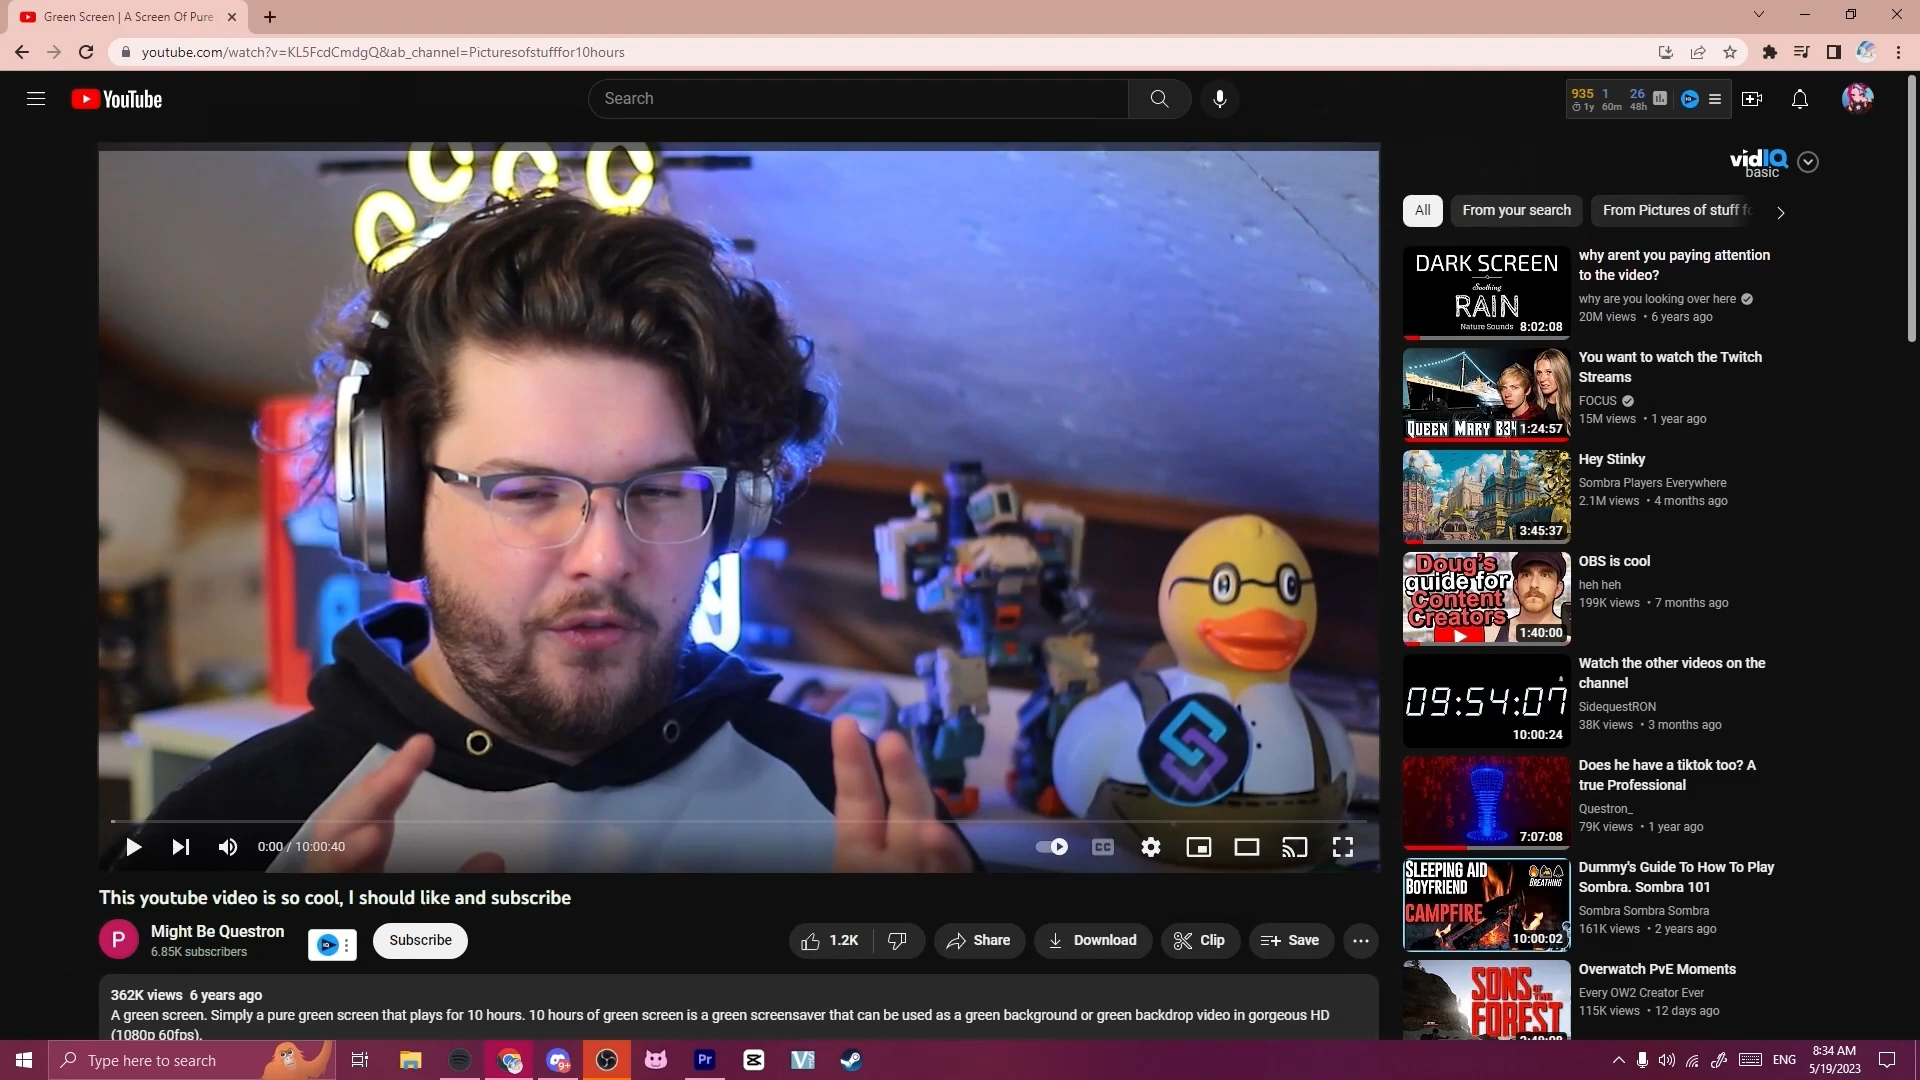 Green Screen | A Screen Of Pure
youtube.com/watch?v=KL5FcdCmdgQ&ab_channel=Picturesofstufffor10hours
YouTube
Search
935 1 26
1y 60m 48h
vidIQ
basic
All
From your search
From Pictures of stuff fo
DARK SCREEN
Soothing
RAIN
Nature Sounds
8:02:08
why arent you paying attention
to the video?
why are you looking over here
20M views • 6 years ago
QUEEN MARY B34
1:24:57
You want to watch the Twitch
Streams
FOCUS
15M views • 1 year ago
3:45:37
Hey Stinky
Sombra Players Everywhere
2.1M views • 4 months ago
Doug's
guide for
Content
Creators
1:40:00
OBS is cool
heh heh
199K views • 7 months ago
09:54:07
10:00:24
Watch the other videos on the
channel
SidequestRON
38K views • 3 months ago
7:07:08
Does he have a tiktok too? A
true Professional
Questron_
79K views • 1 year ago
SLEEPING AID
BOYFRIEND
BREATHING
CAMPFIRE
10:00:02
Dummy's Guide To How To Play
Sombra. Sombra 101
Sombra Sombra Sombra
161K views • 2 years ago
SONS
OF THE
FOREST
Overwatch PvE Moments
Every OW2 Creator Ever
115K views • 12 days ago
0:00 / 10:00:40
CC
This youtube video is so cool, I should like and subscribe
P
Might Be Questron
6.85K subscribers
IQ
Subscribe
1.2K
Share
Download
Clip
Save
362K views 6 years ago
A green screen. Simply a pure green screen that plays for 10 hours. 10 hours of green screen is a green screensaver that can be used as a green background or green backdrop video in gorgeous HD
(1080p 60fps).
Type here to search
9+
Pr
ENG
8:34 AM
5/19/2023